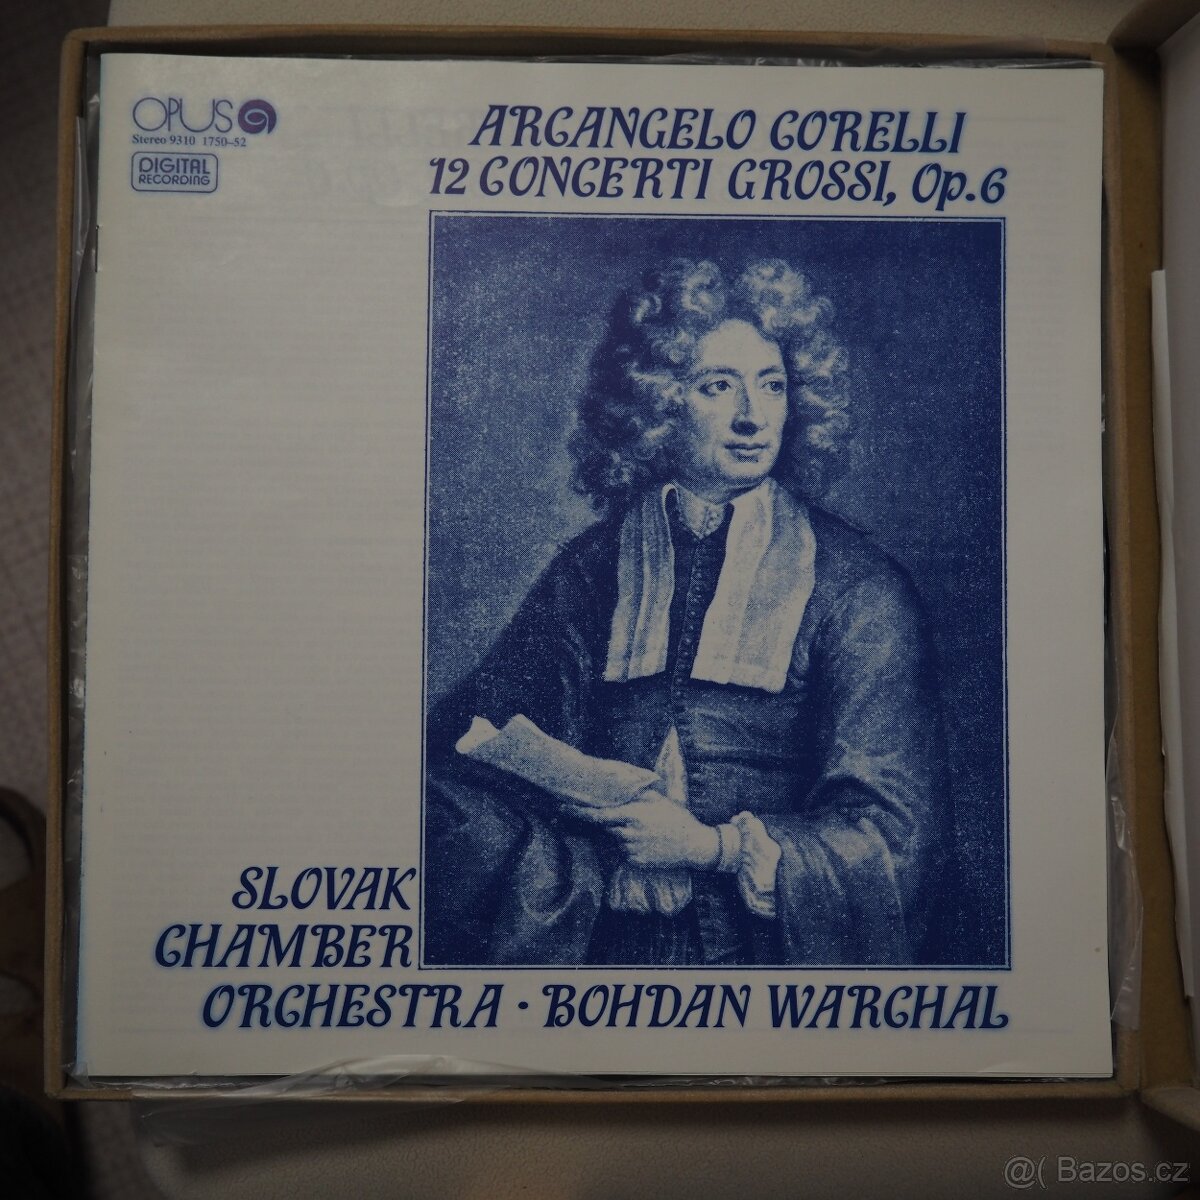 OPUS
Stereo 9310 1750–52
DIGITAL
RECORDING
ARCANGELO CORELLI
12 CONCERTI GROSSI, Op.6
SLOVAK
CHAMBER
ORCHESTRA · BOHDAN WARCHAL
@( Bazos.cz